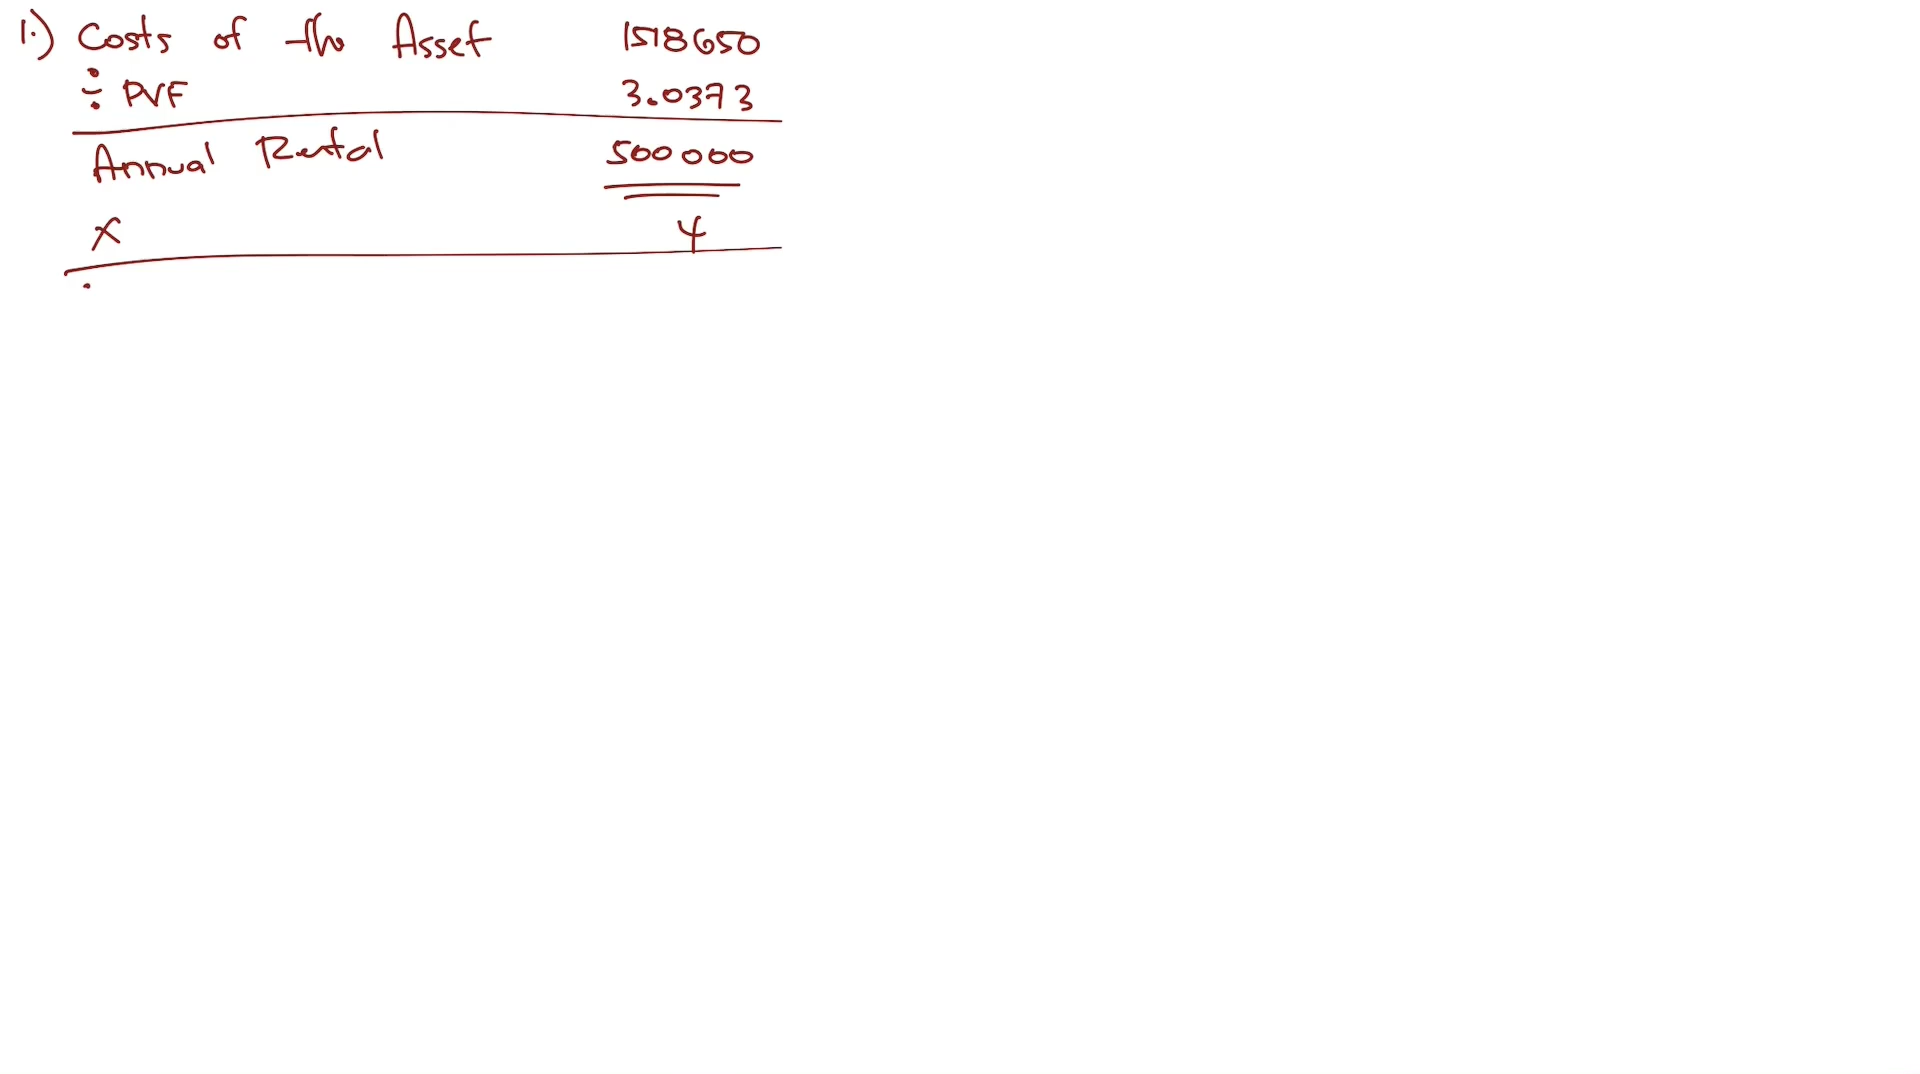 1.) Costs of the Asset 1518650
÷ PVF 3.0373
Annual Rental 500000
x 4